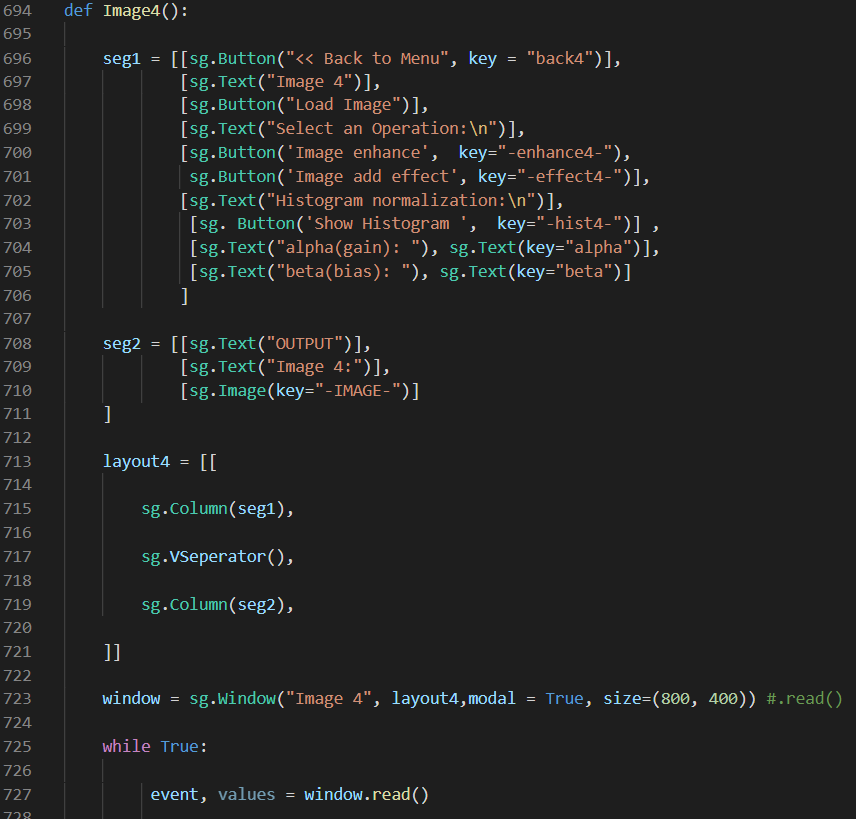 694 def Image4():
695
696 seg1 = [[sg.Button("<< Back to Menu", key = "back4")],
697 [sg.Text("Image 4")],
698 [sg.Button("Load Image")],
699 [sg.Text("Select an Operation:\n")],
700 [sg.Button('Image enhance',  key="-enhance4-"),
701 sg.Button('Image add effect', key="-effect4-")],
702 [sg.Text("Histogram normalization:\n")],
703 [sg. Button('Show Histogram ',  key="-hist4-")] ,
704 [sg.Text("alpha(gain): "), sg.Text(key="alpha")],
705 [sg.Text("beta(bias): "), sg.Text(key="beta")]
706 ]
707
708 seg2 = [[sg.Text("OUTPUT")],
709 [sg.Text("Image 4:")],
710 [sg.Image(key="-IMAGE-")]
711 ]
712
713 layout4 = [[
714
715 sg.Column(seg1),
716
717 sg.VSeperator(),
718
719 sg.Column(seg2),
720
721 ]]
722
723 window = sg.Window("Image 4", layout4,modal = True, size=(800, 400)) #.read()
724
725 while True:
726
727 event, values = window.read()
728